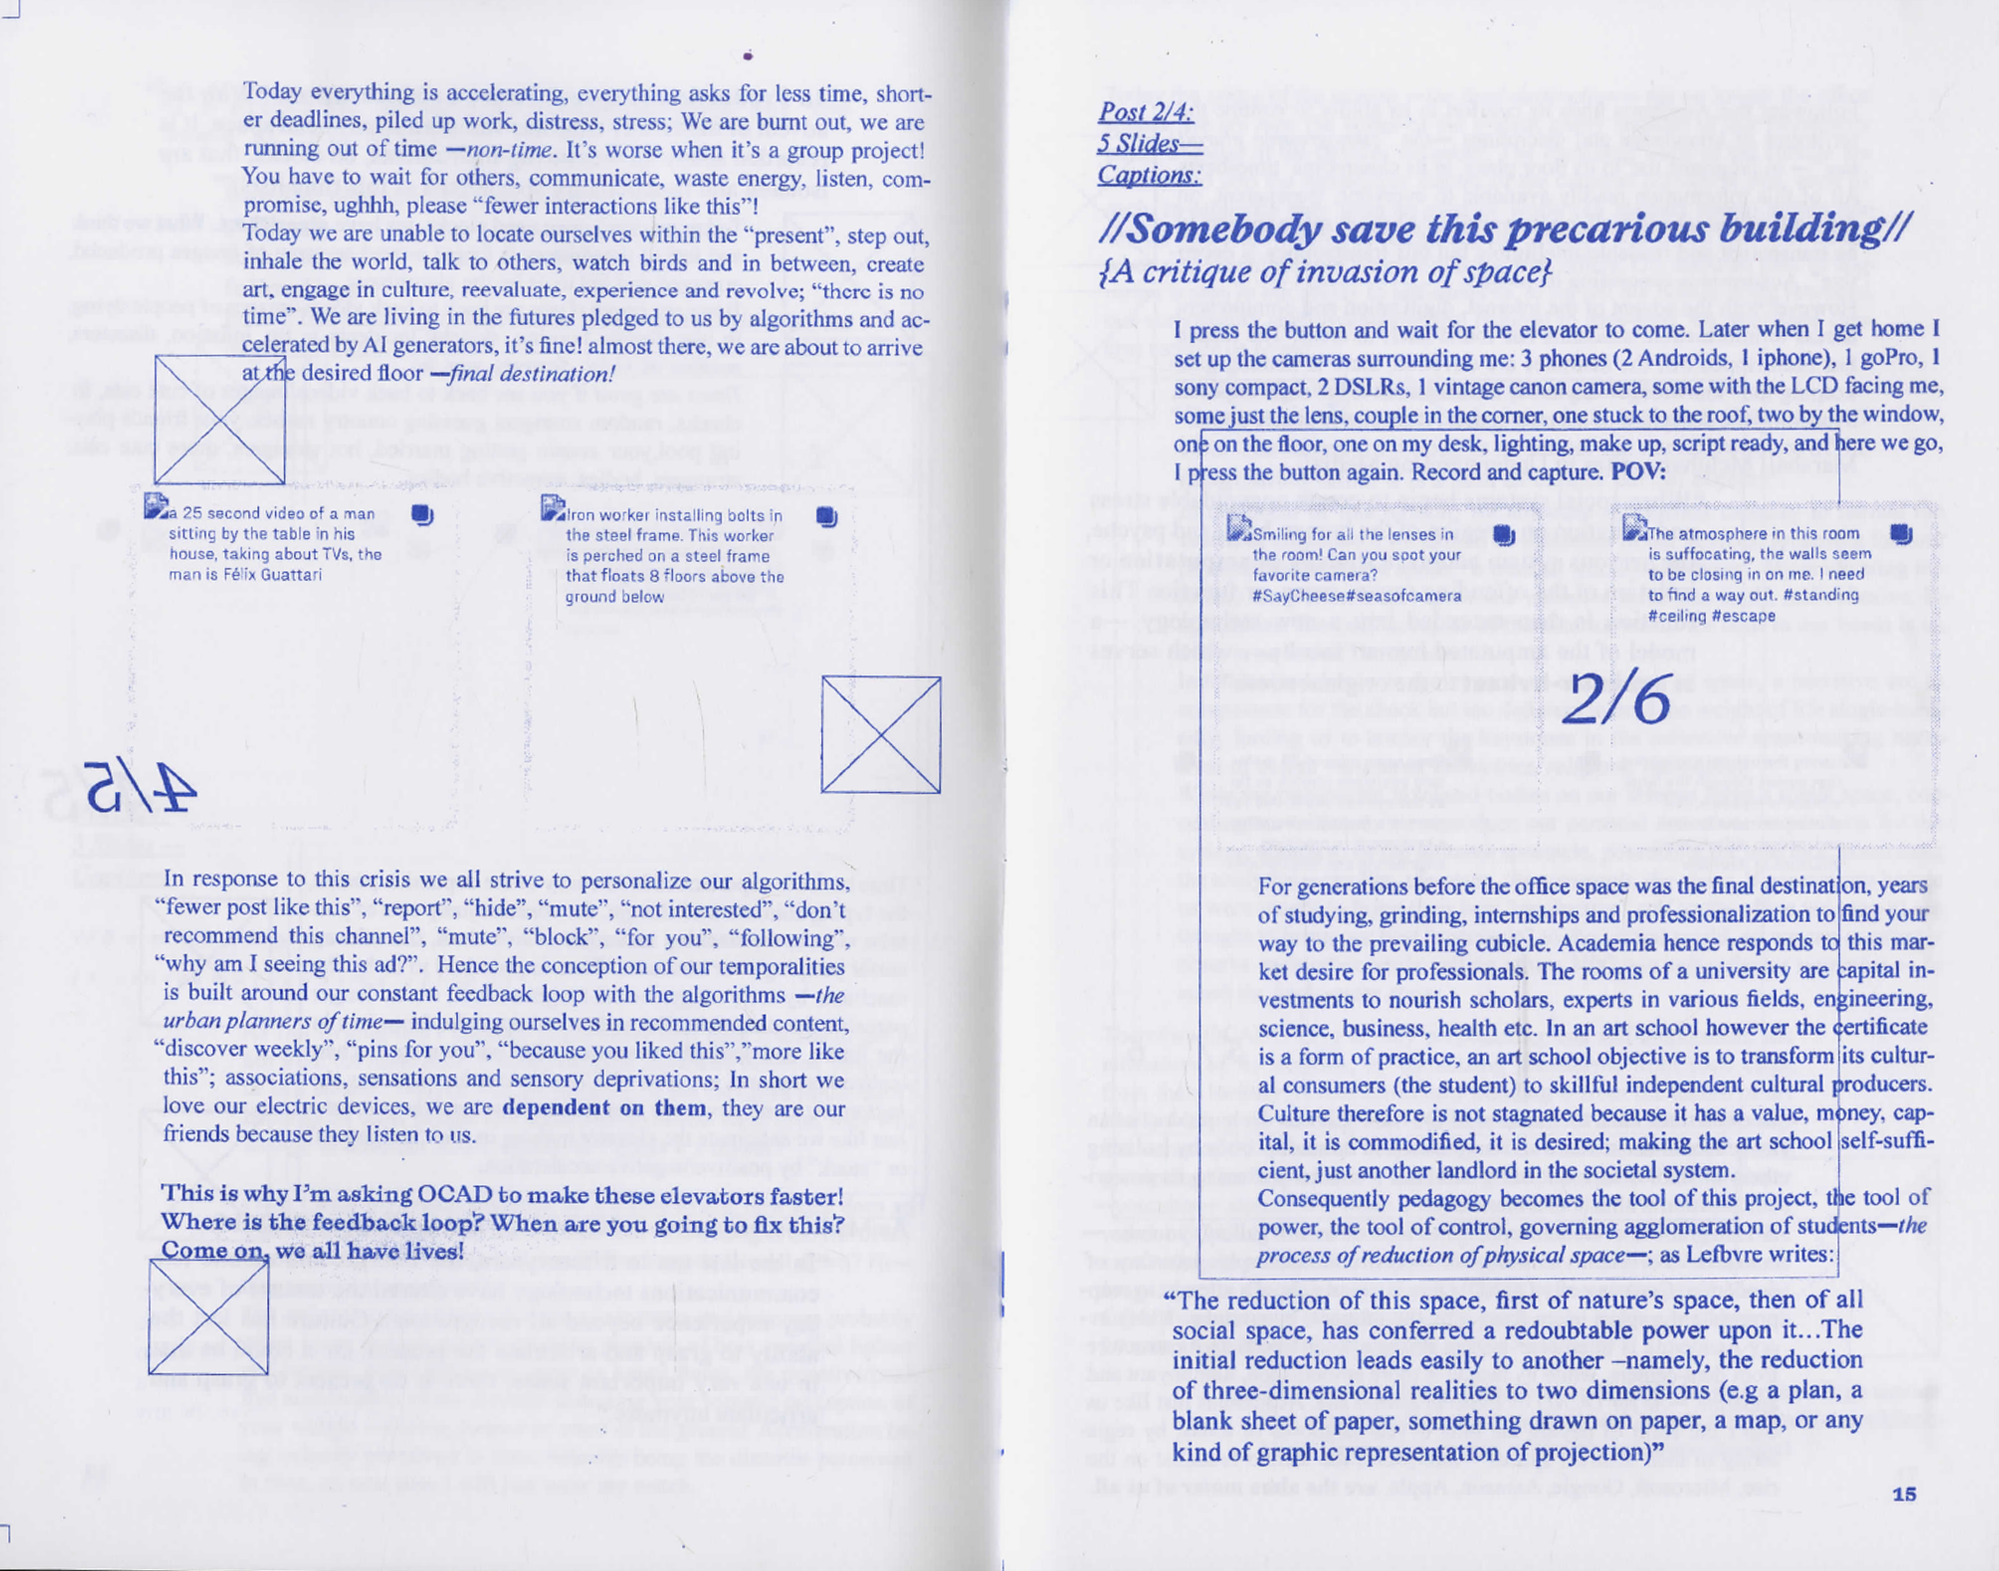 Today everything is accelerating, everything asks for less time, short-
er deadlines, piled up work, distress, stress; We are burnt out, we are
running out of time —non-time. It's worse when it's a group project!
You have to wait for others, communicate, waste energy, listen, com-
promise, ughhh, please “fewer interactions like this”!
Today we are unable to locate ourselves within the “present”, step out,
inhale the world, talk to others, watch birds and in between, create
art, engage in culture, reevaluate, experience and revolve; “there is no
time”. We are living in the futures pledged to us by algorithms and ac-
celerated by AI generators, it's fine! almost there, we are about to arrive
at the desired floor —final destination!
a 25 second video of a man
sitting by the table in his
house, taking about TVs, the
man is Félix Guattari
Iron worker installing bolts in
the steel frame. This worker
is perched on a steel frame
that floats 8 floors above the
ground below
4/5
In response to this crisis we all strive to personalize our algorithms,
“fewer post like this”, “report”, “hide”, “mute”, “not interested”, “don't
recommend this channel”, “mute”, “block”, “for you”, “following”,
“why am I seeing this ad?”. Hence the conception of our temporalities
is built around our constant feedback loop with the algorithms —the
urban planners of time— indulging ourselves in recommended content,
“discover weekly”, “pins for you”, “because you liked this”,”more like
this”; associations, sensations and sensory deprivations; In short we
love our electric devices, we are dependent on them, they are our
friends because they listen to us.
This is why I'm asking OCAD to make these elevators faster!
Where is the feedback loop? When are you going to fix this?
Come on, we all have lives!
Post 2/4:
5 Slides—
Captions:
//Somebody save this precarious building//
{A critique of invasion of space}
I press the button and wait for the elevator to come. Later when I get home I
set up the cameras surrounding me: 3 phones (2 Androids, 1 iphone), 1 goPro, 1
sony compact, 2 DSLRs, 1 vintage canon camera, some with the LCD facing me,
some just the lens, couple in the corner, one stuck to the roof, two by the window,
one on the floor, one on my desk, lighting, make up, script ready, and here we go,
I press the button again. Record and capture. POV:
Smiling for all the lenses in
the room! Can you spot your
favorite camera?
#SayCheese#seasofcamera
The atmosphere in this room
is suffocating, the walls seem
to be closing in on me. I need
to find a way out. #standing
#ceiling #escape
2/6
For generations before the office space was the final destination, years
of studying, grinding, internships and professionalization to find your
way to the prevailing cubicle. Academia hence responds to this mar-
ket desire for professionals. The rooms of a university are capital in-
vestments to nourish scholars, experts in various fields, engineering,
science, business, health etc. In an art school however the certificate
is a form of practice, an art school objective is to transform its cultur-
al consumers (the student) to skillful independent cultural producers.
Culture therefore is not stagnated because it has a value, money, cap-
ital, it is commodified, it is desired; making the art school self-suffi-
cient, just another landlord in the societal system.
Consequently pedagogy becomes the tool of this project, the tool of
power, the tool of control, governing agglomeration of students—the
process of reduction of physical space—; as Lefbvre writes:
“The reduction of this space, first of nature's space, then of all
social space, has conferred a redoubtable power upon it…The
initial reduction leads easily to another –namely, the reduction
of three-dimensional realities to two dimensions (e.g a plan, a
blank sheet of paper, something drawn on paper, a map, or any
kind of graphic representation of projection)”
15